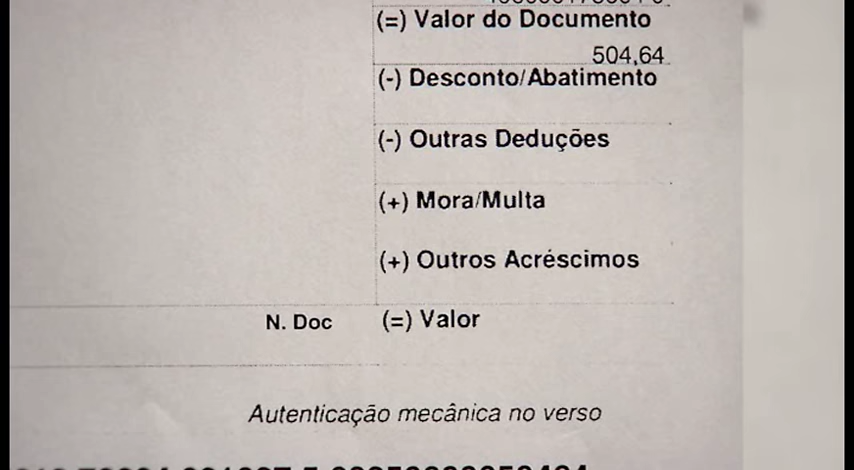 (=) Valor do Documento
504,64
(-) Desconto/Abatimento
(-) Outras Deduções
(+) Mora/Multa
(+) Outros Acréscimos
N. Doc (=) Valor
Autenticação mecânica no verso